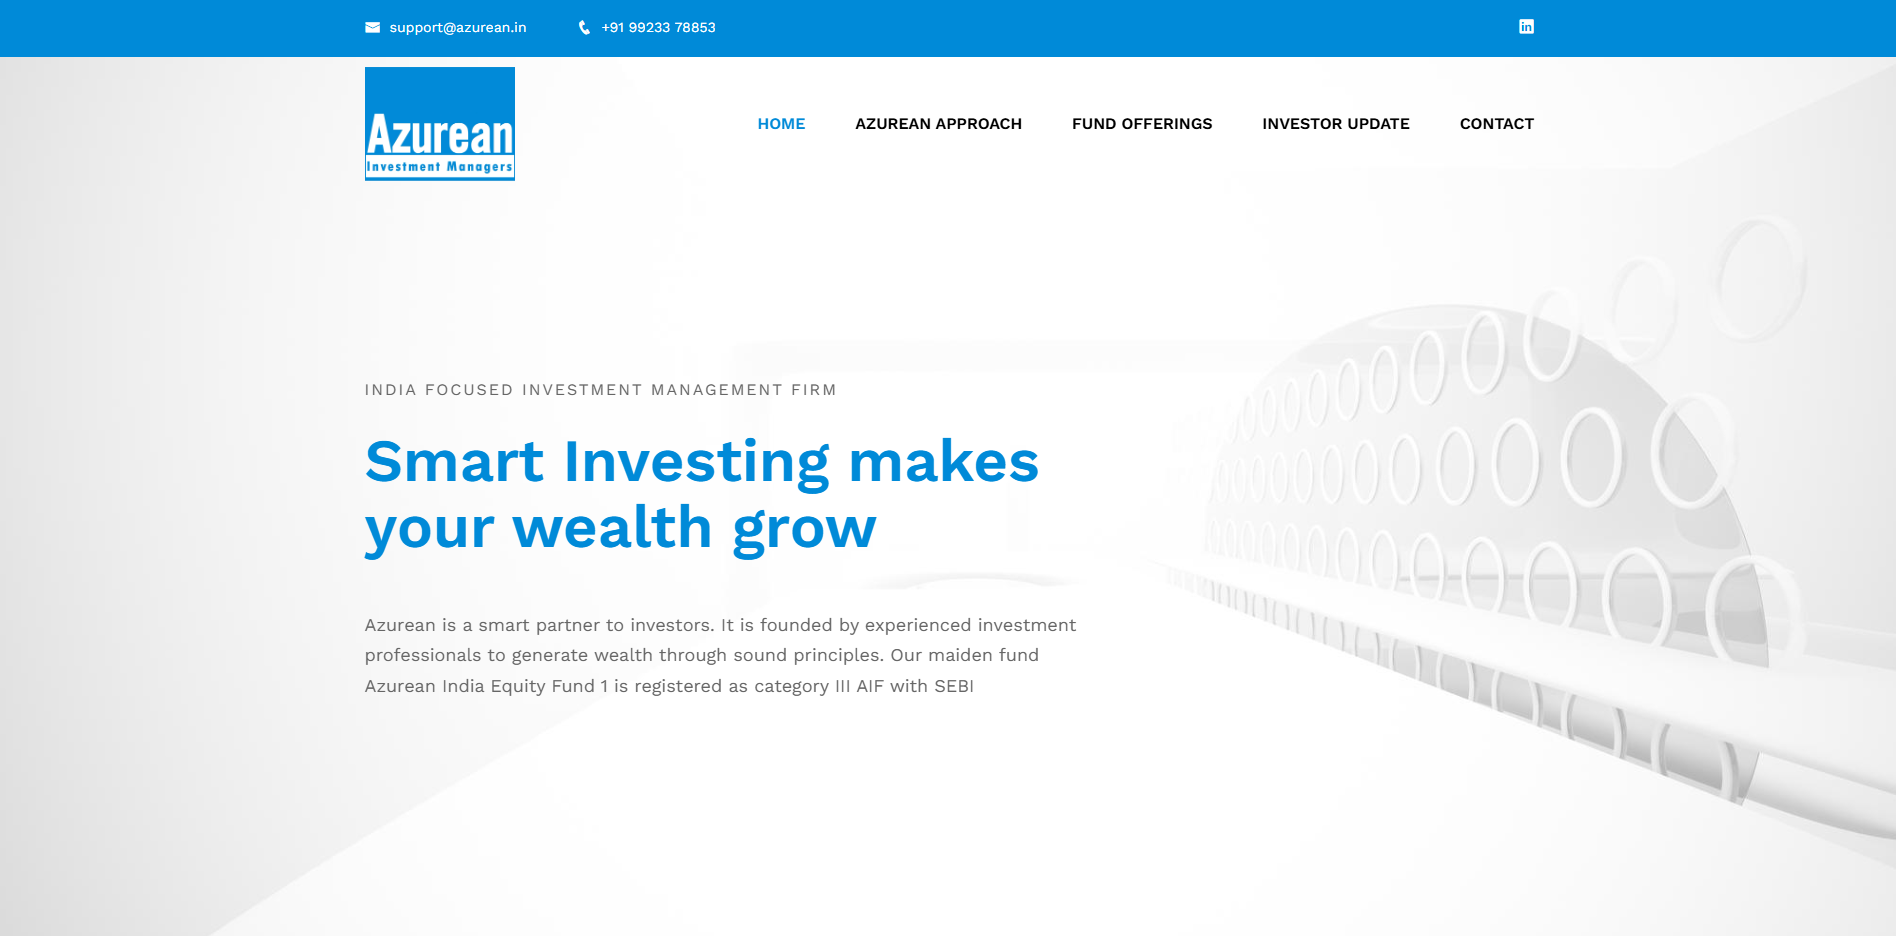 support@azurean.in
+91 99233 78853
in
Azurean
Investment Managers
HOME
AZUREAN APPROACH
FUND OFFERINGS
INVESTOR UPDATE
CONTACT
INDIA FOCUSED INVESTMENT MANAGEMENT FIRM
Smart Investing makes
your wealth grow
Azurean is a smart partner to investors. It is founded by experienced investment
professionals to generate wealth through sound principles. Our maiden fund
Azurean India Equity Fund 1 is registered as category III AIF with SEBI